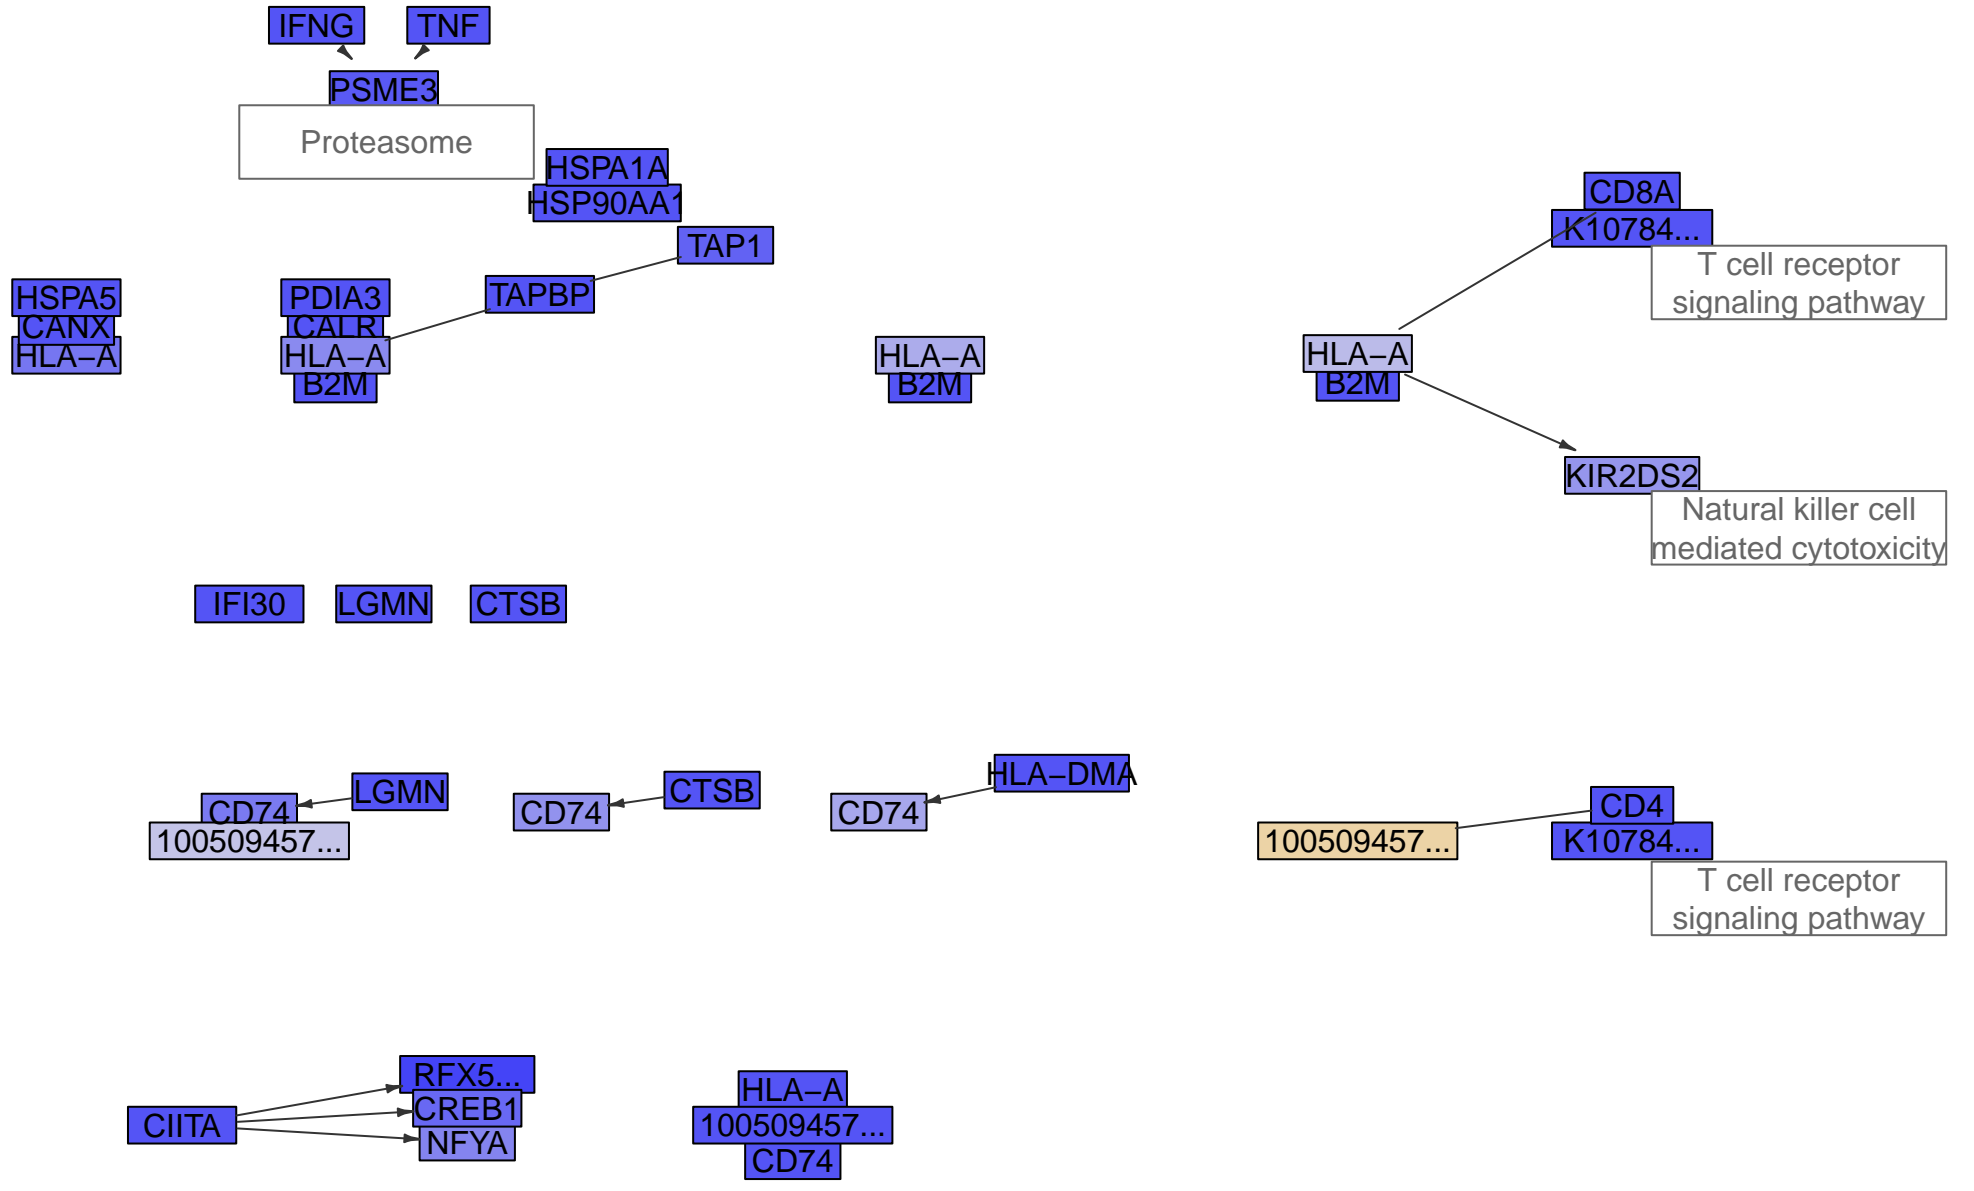 IFNG
TNF
PSME3
Proteasome
HSPA1A
HSP90AA1
TAP1
TAPBP
CD8A
K10784...
T cell receptor
signaling pathway
HSPA5
CANX
HLA−A
PDIA3
CALR
HLA−A
B2M
HLA−A
B2M
HLA−A
B2M
KIR2DS2
Natural killer cell
mediated cytotoxicity
IFI30
LGMN
CTSB
LGMN
CD74
100509457...
CTSB
CD74
HLA−DMA
CD74
CD4
100509457...
K10784...
T cell receptor
signaling pathway
CIITA
RFX5...
CREB1
NFYA
HLA−A
100509457...
CD74